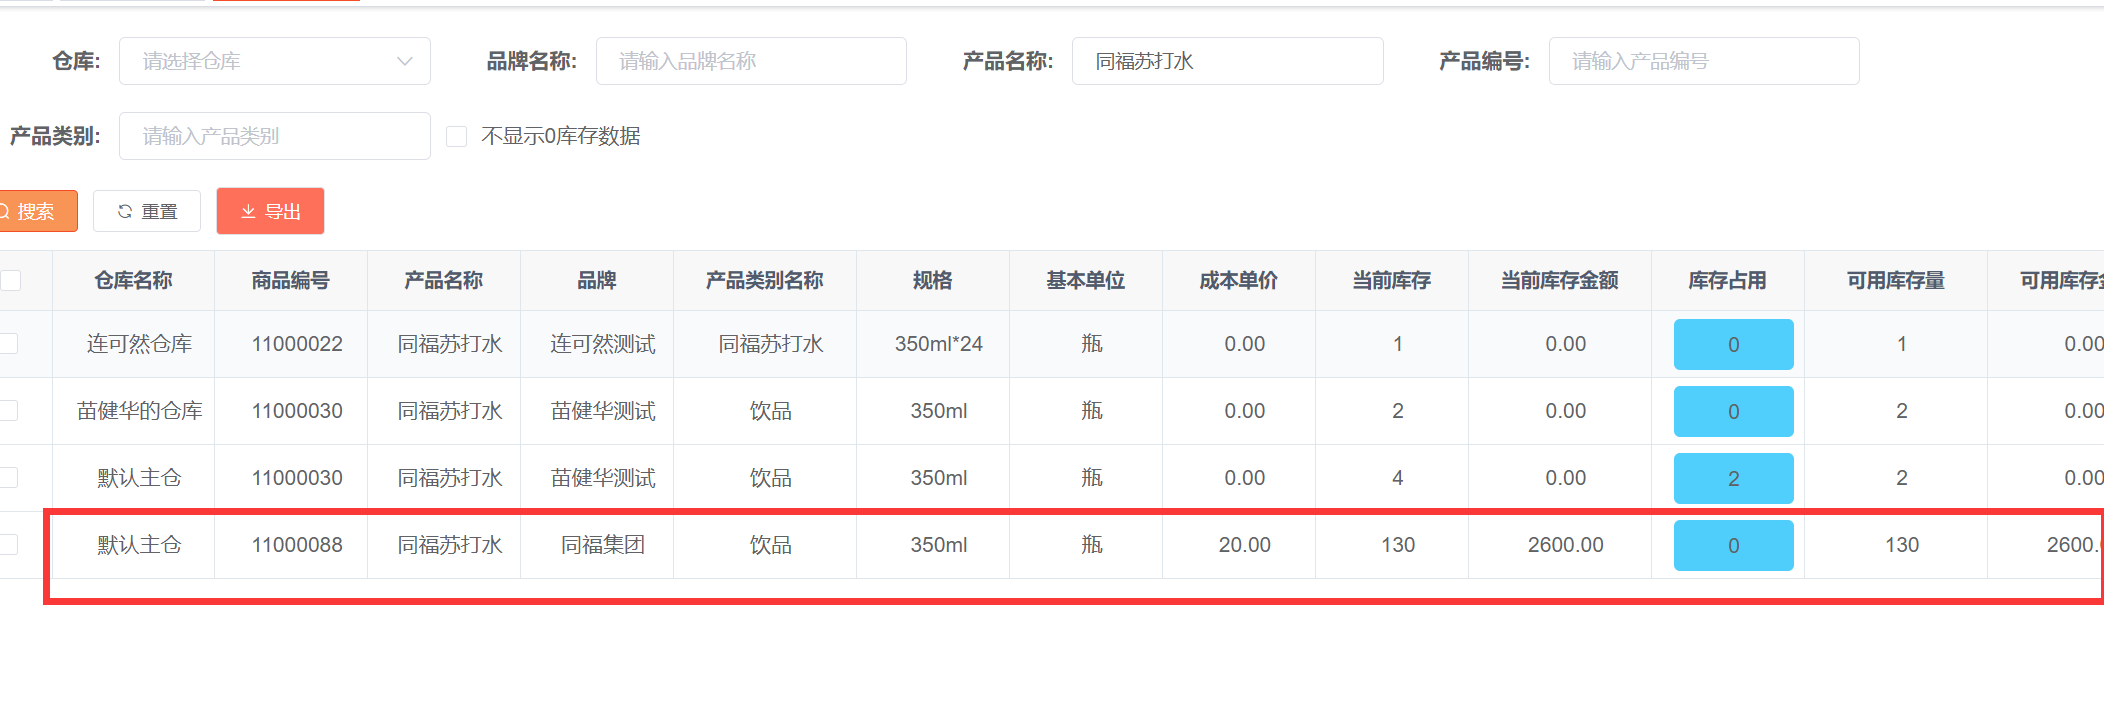 仓库: 请选择仓库 品牌名称: 请输入品牌名称 产品名称: 同福苏打水 产品编号: 请输入产品编号
产品类别: 请输入产品类别 不显示0库存数据
搜索 重置 导出
仓库名称 商品编号 产品名称 品牌 产品类别名称 规格 基本单位 成本单价 当前库存 当前库存金额 库存占用 可用库存量 可用库存
连可然仓库 11000022 同福苏打水 连可然测试 同福苏打水 350ml*24 瓶 0.00 1 0.00 0 1 0.00
苗健华的仓库 11000030 同福苏打水 苗健华测试 饮品 350ml 瓶 0.00 2 0.00 0 2 0.00
默认主仓 11000030 同福苏打水 苗健华测试 饮品 350ml 瓶 0.00 4 0.00 2 2 0.00
默认主仓 11000088 同福苏打水 同福集团 饮品 350ml 瓶 20.00 130 2600.00 0 130 2600.